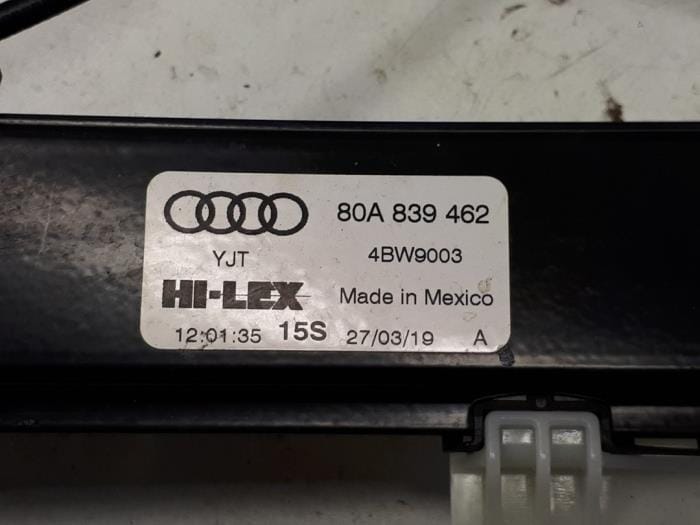 80A 839 462
YJT 4BW9003
HI-LEX Made in Mexico
12:01:35 15S 27/03/19 A